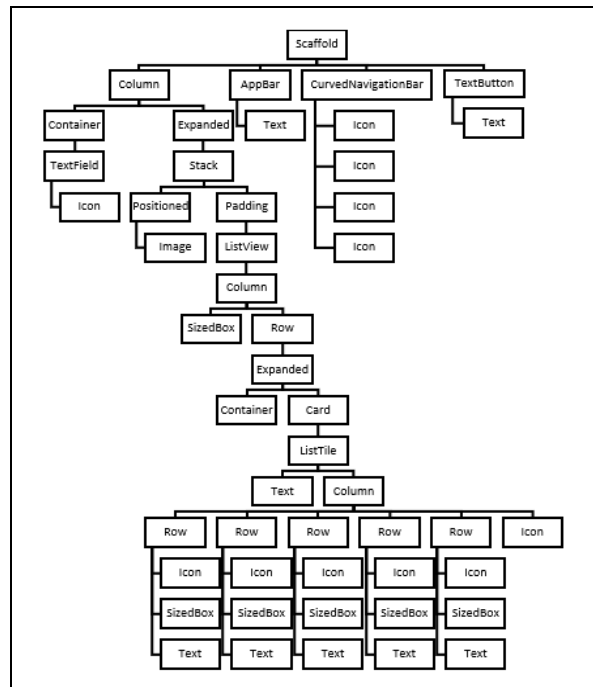 Scaffold
Column AppBar CurvedNavigationBar TextButton
Container Expanded Text Icon Text
TextField Stack Icon
Icon Positioned Padding Icon
Image ListView Icon
Column
SizedBox Row
Expanded
Container Card
ListTile
Text Column
Row Row Row Row Row Icon
Icon Icon Icon Icon Icon
SizedBox SizedBox SizedBox SizedBox SizedBox
Text Text Text Text Text